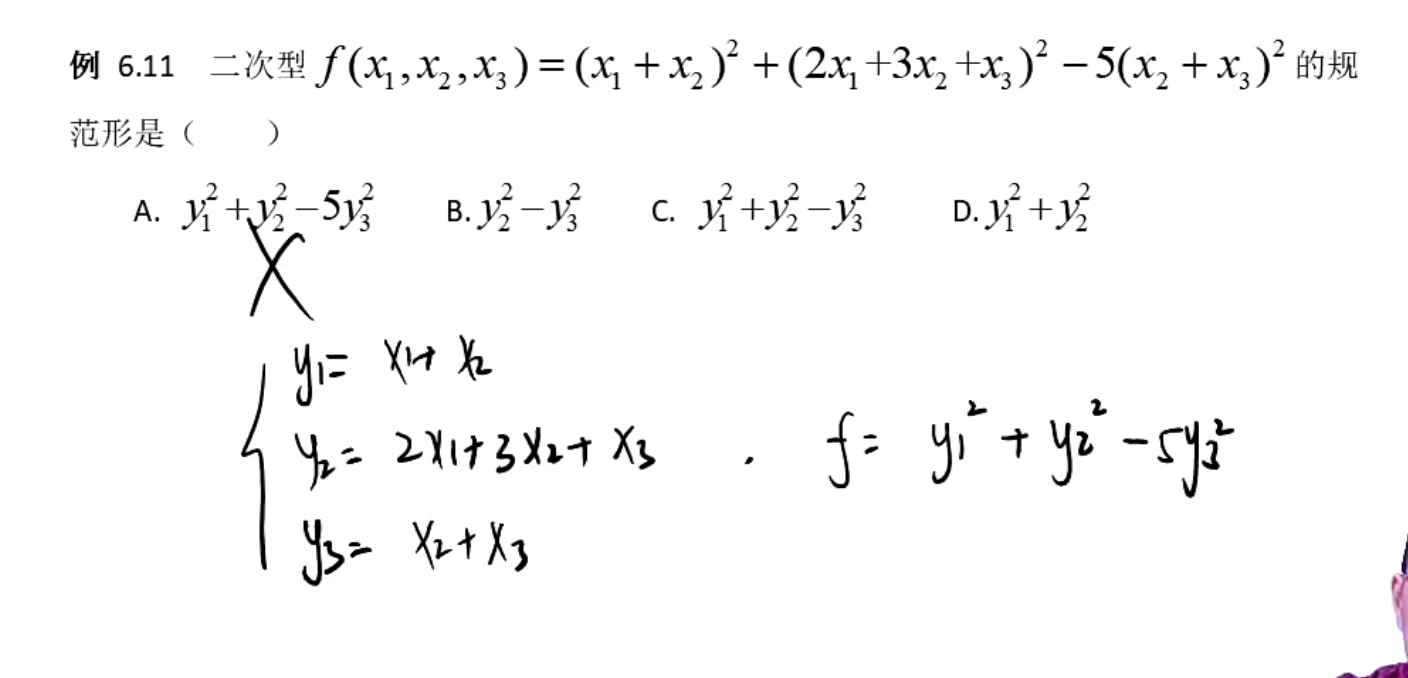 例 6.11 二次型 f(x₁,x₂,x₃)=(x₁+x₂)²+(2x₁+3x₂+x₃)²−5(x₂+x₃)² 的规
范形是（ ）
A. y₁²+y₂²−5y₃² B. y₂²−y₃² C. y₁²+y₂²−y₃² D. y₁²+y₂²
y₁= x₁+x₂
y₂= 2x₁+3x₂+x₃ . f= y₁²+y₂²−5y₃²
y₃= x₂+x₃